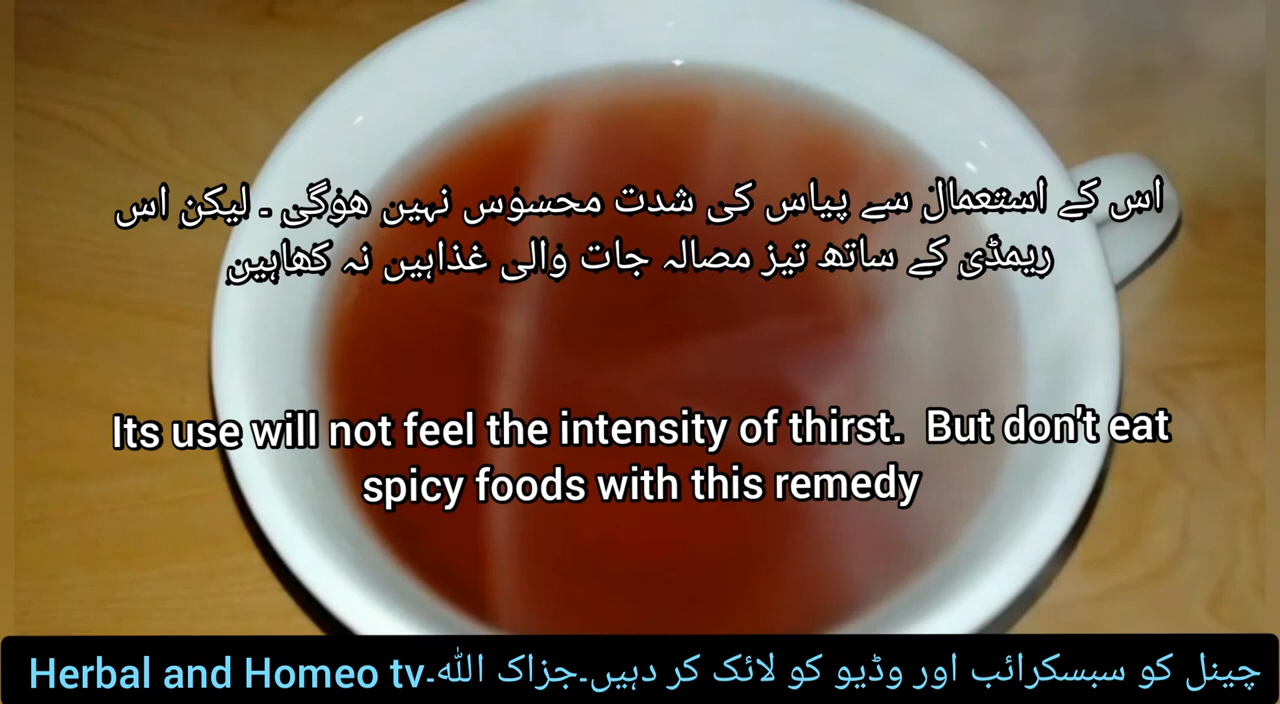 اس کے استعمال سے پیاس کی شدت محسوس نہیں ھوگی ۔ لیکن اس
ریمڈی کے ساتھ تیز مصالہ جات والی غذاہیں نہ کھاہیں
Its use will not feel the intensity of thirst. But don't eat
spicy foods with this remedy
چینل کو سبسکرائب اور وڈیو کو لائک کر دہیں۔جزاک اللہ۔Herbal and Homeo tv